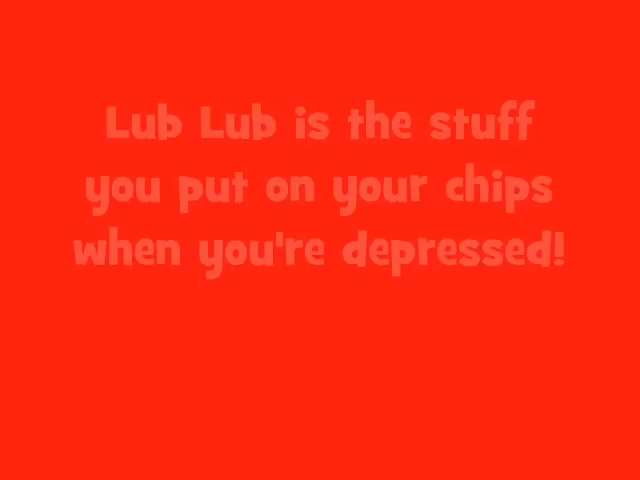 Lub Lub is the stuff
you put on your chips
when you're depressed!